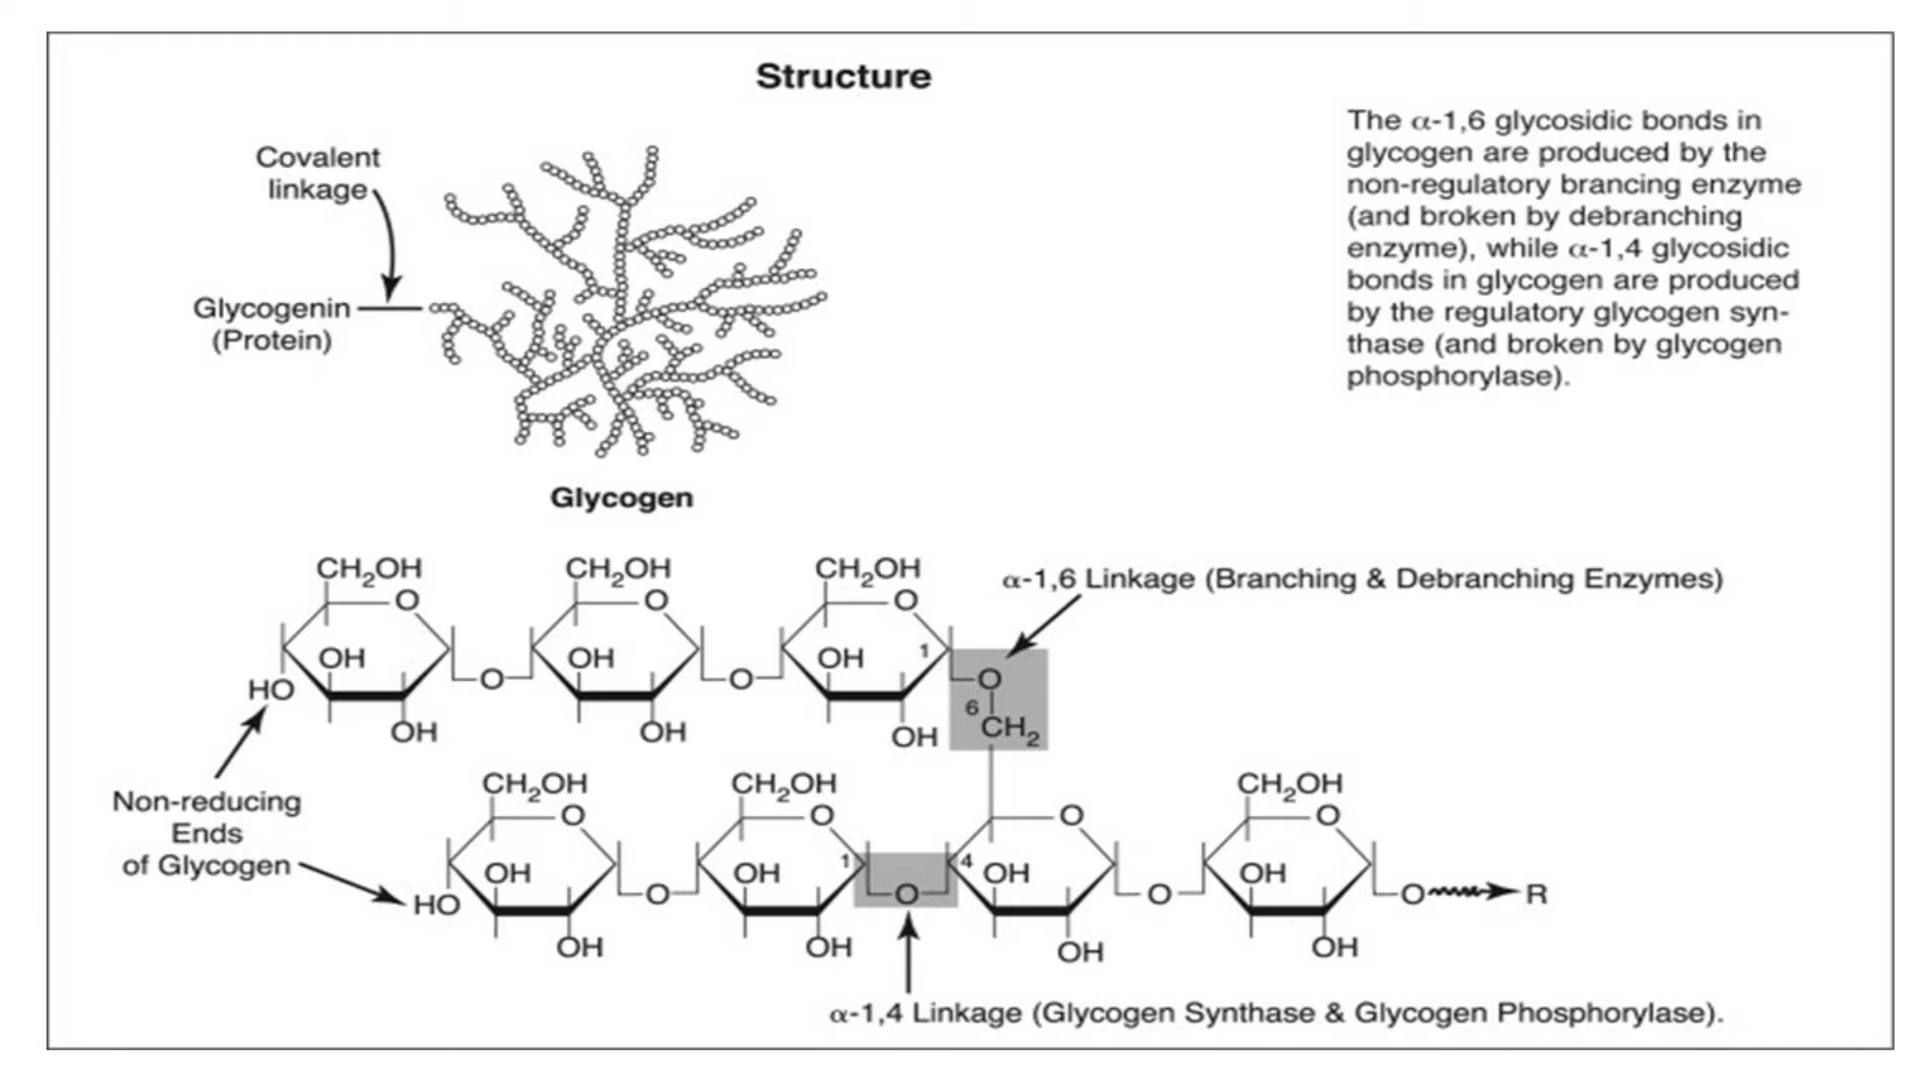 Structure
Covalent
linkage
Glycogenin
(Protein)
Glycogen
The α-1,6 glycosidic bonds in
glycogen are produced by the
non-regulatory brancing enzyme
(and broken by debranching
enzyme), while α-1,4 glycosidic
bonds in glycogen are produced
by the regulatory glycogen syn-
thase (and broken by glycogen
phosphorylase).
CH2OH CH2OH CH2OH
α-1,6 Linkage (Branching & Debranching Enzymes)
O O O
OH OH OH 1
HO O O O
6
CH2
OH OH OH
Non-reducing
Ends
of Glycogen
CH2OH CH2OH CH2OH
O O O O
1 4
OH OH OH OH
HO O O O O R
OH OH OH OH
α-1,4 Linkage (Glycogen Synthase & Glycogen Phosphorylase).